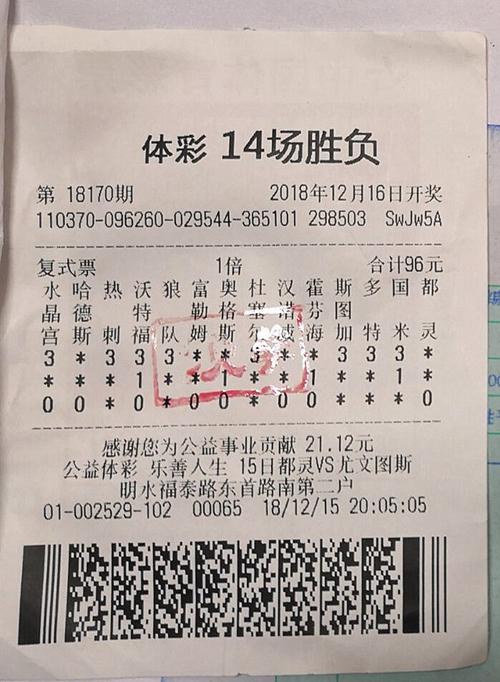 体彩 14场胜负
第 18170期 2018年12月16日开奖
110370-096260-029544-365101 298503 SwJw5A
复式票 1倍 合计96元
水 哈 热 沃 狼 富 奥 杜 汉 霍 斯 多 国 都
晶 德 特 勒 格 塞 诺 芬 图
宫 斯 刺 福 队 姆 斯 尔 威 海 加 特 米 灵
3 * 3 3 3 * * 3 * * 3 3 3 *
* * * 1 * * 1 * * 1 * * 1 *
0 0 * 0 * 0 0 * 0 0 * * * 0
感谢您为公益事业贡献 21.12元
公益体彩 乐善人生 15日都灵VS尤文图斯
明水福泰路东首路南第二户
01-002529-102 00065 18/12/15 20:05:05